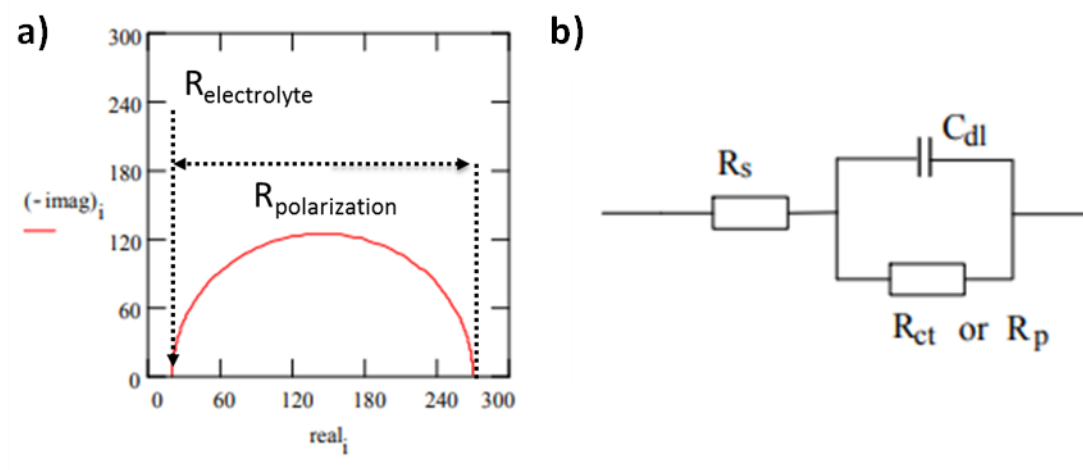 a)
300
240
180
120
60
0
(-imag)i
Relectrolyte
Rpolarization
0 60 120 180 240 300
reali
b)
Cdl
Rs
Rct or Rp